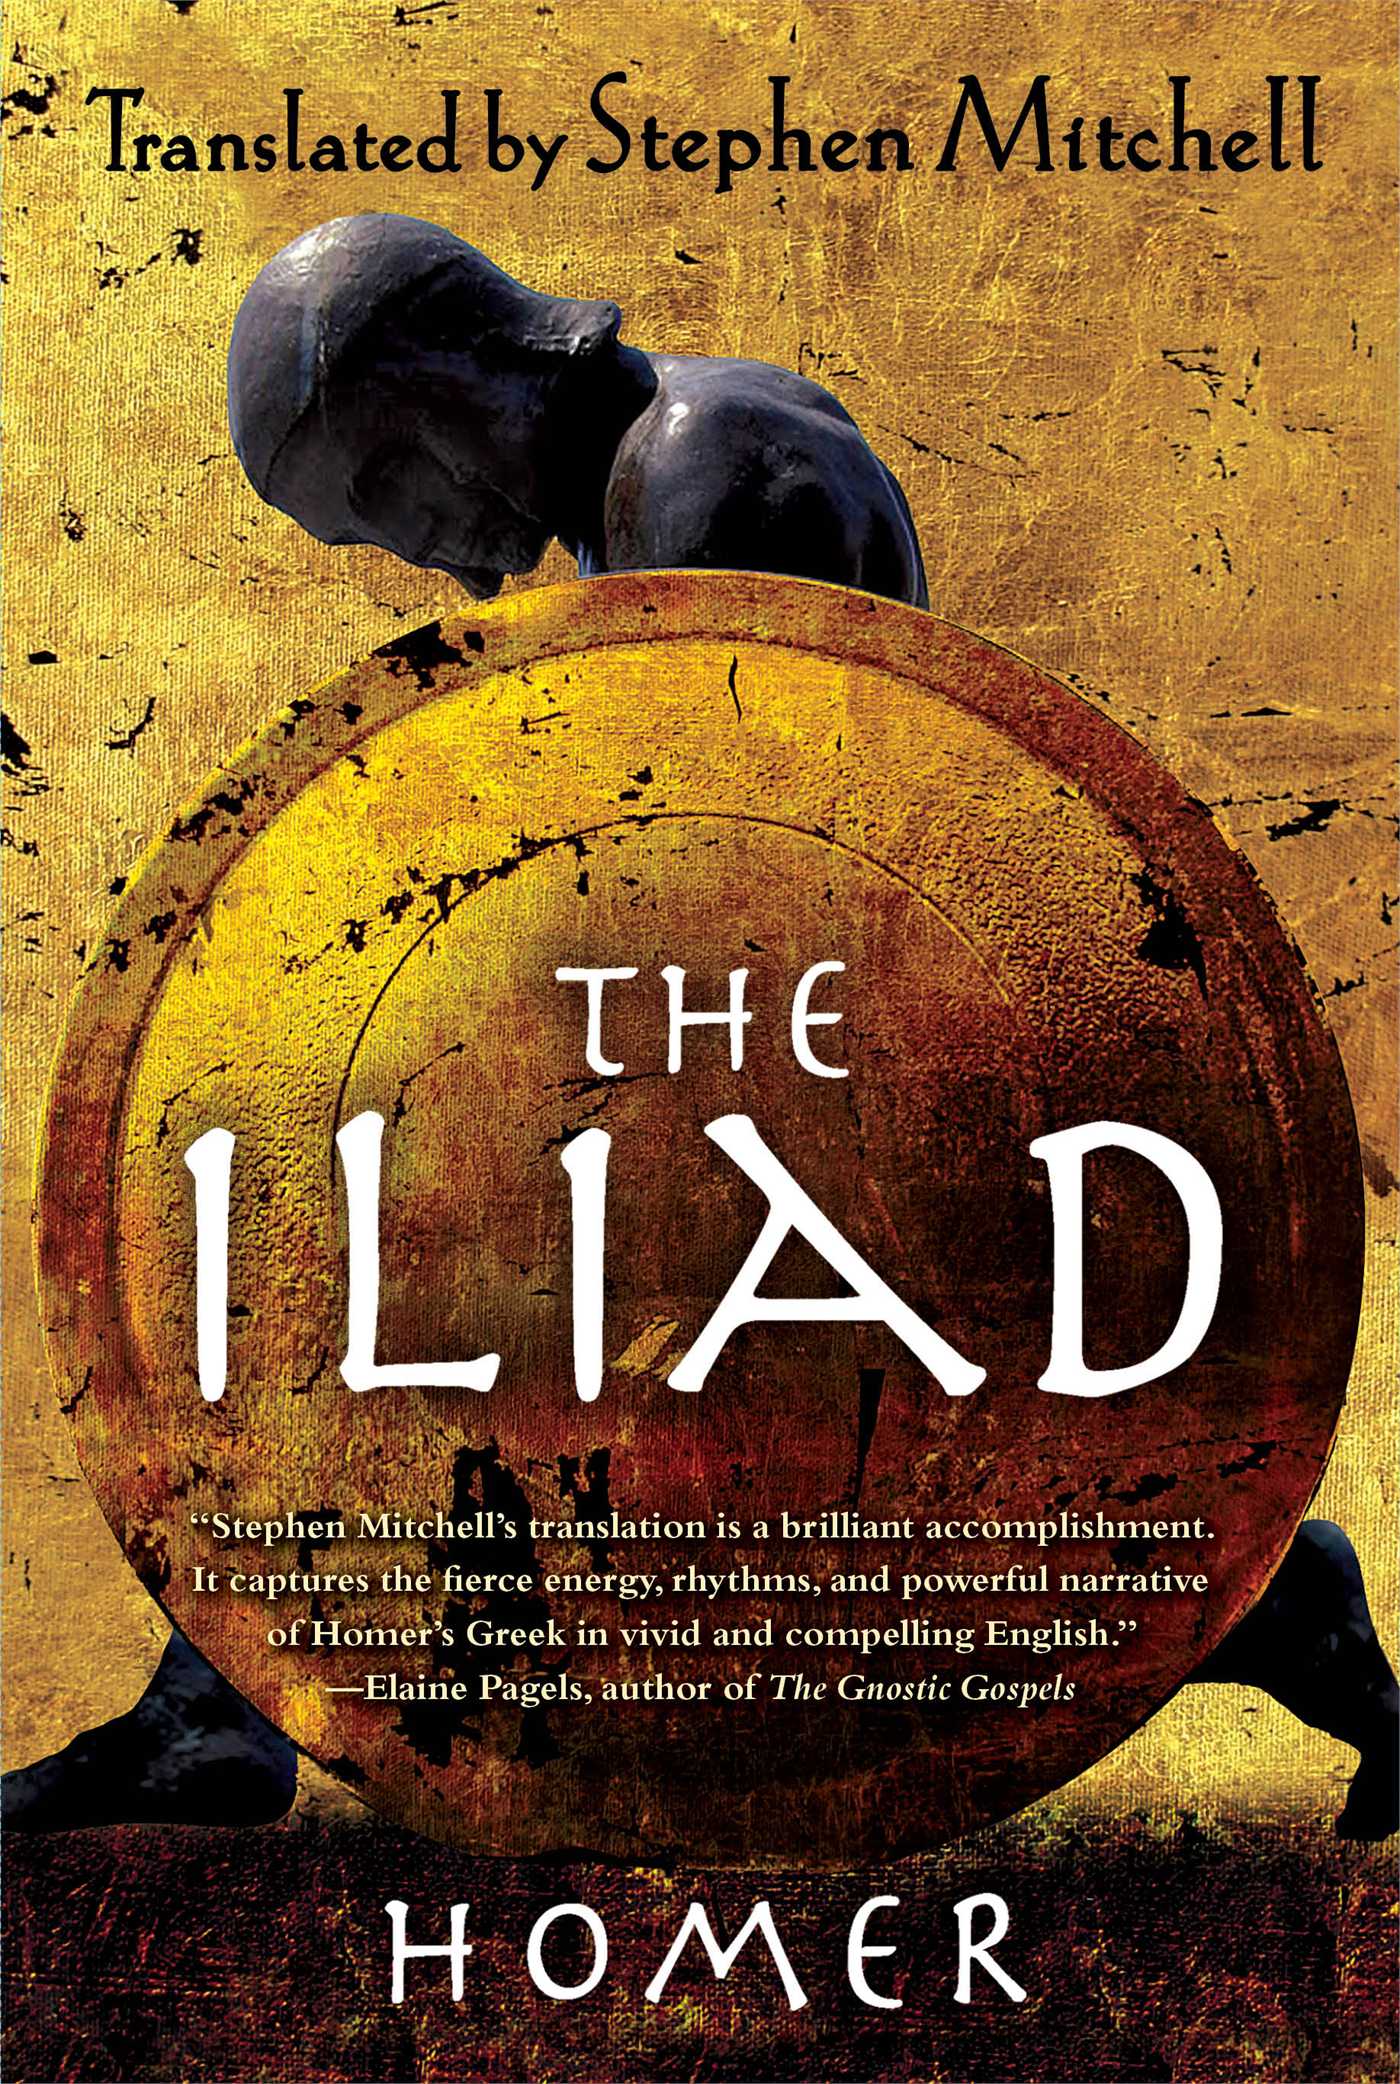 Translated by Stephen Mitchell
THE
ILIAD
“Stephen Mitchell’s translation is a brilliant accomplishment.
It captures the fierce energy, rhythms, and powerful narrative
of Homer’s Greek in vivid and compelling English.”
—Elaine Pagels, author of The Gnostic Gospels
HOMER